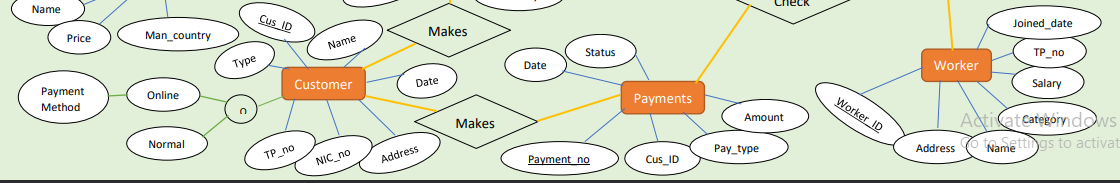 Name
Price
Man_country
Cus_ID
Name
Makes
Check
Joined_date
Type
Date
Status
TP_no
Worker
Payment
Method
Online
Customer
Date
Payments
Salary
o
Makes
Amount
Worker_ID
Category
Normal
TP_no
NIC_no
Address
Payment_no
Cus_ID
Pay_type
Address
Name
Activate Windows
Go to Settings to activat